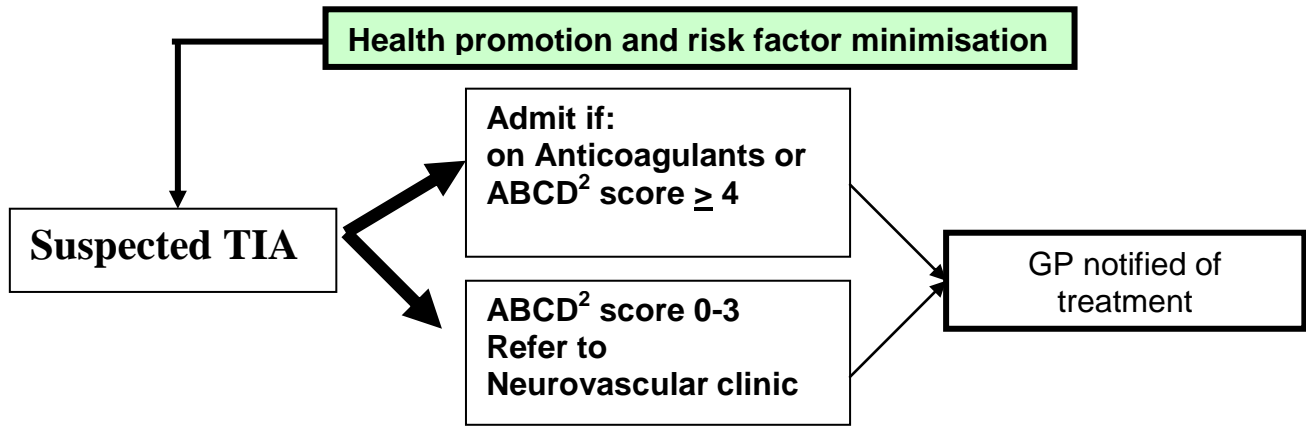 Health promotion and risk factor minimisation
Admit if:
on Anticoagulants or
ABCD² score ≥ 4
Suspected TIA
ABCD² score 0-3
Refer to
Neurovascular clinic
GP notified of
treatment